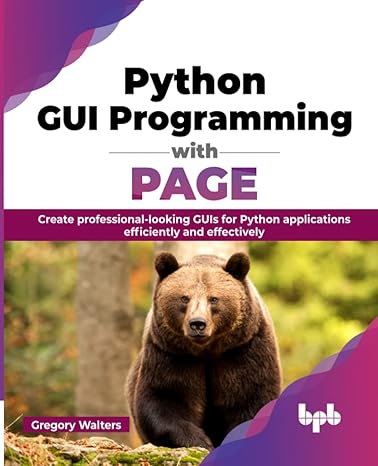 Python
GUI Programming
with
PAGE
Create professional-looking GUIs for Python applications
efficiently and effectively
Gregory Walters
bpb